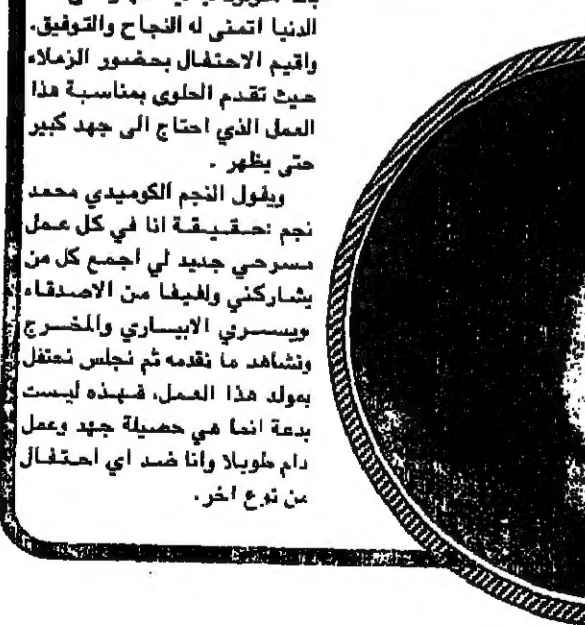 الدنيا اتمنى له النجاح والتوفيق.
واقيم الاحتفال بحضور الزملاء
حيث تقدم الحلوى بمناسبة هذا
العمل الذي احتاج الى جهد كبير
حتى يظهر .
ويقول النجم الكوميدي محمد
نجم :حقيقة انا في كل عمل
مسرحي جديد لي اجمع كل من
يشاركني ولفيفا من الاصدقاء
ويسري الابياري والمخرج
ونشاهد ما نقدمه ثم نجلس نحتفل
بمولد هذا العمل، فهذه ليست
بدعة انما هي حصيلة جهد وعمل
دام طويلا وانا ضد اي احتفال
من نوع اخر.